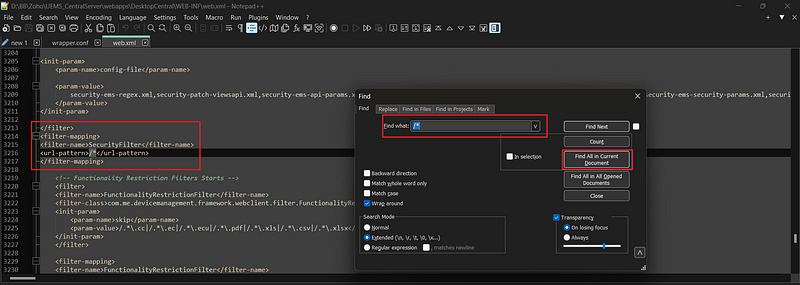 D:\BB\Zoho\UEMS_CentralServer\webapps\DesktopCentral\WEB-INF\web.xml - Notepad++
File Edit Search View Encoding Language Settings Tools Macro Run Plugins Window ?
new 1 wrapper.conf web.xml
3204
3205 <init-param>
3206 <param-name>config-file</param-name>
3207
3208 <param-value>
3209 security-ems-regex.xml,security-patch-viewsapi.xml,security-ems-api-params.x
3210 </param-value>
3211 </init-param>
3212
3213 </filter>
3214 <filter-mapping>
3215 <filter-name>SecurityFilter</filter-name>
3216 <url-pattern>/*</url-pattern>
3217 </filter-mapping>
3218
3219 <!-- Functionality Restriction Filters Starts -->
3220 <filter>
3221 <filter-name>FunctionalityRestrictionFilter</filter-name>
3222 <filter-class>com.me.devicemanagement.framework.webclient.filter.Functionality
3223 <init-param>
3224 <param-name>skip</param-name>
3225 <param-value>/.*\.cc|/.*\.ec|/.*\.ecu|/.*\.pdf|/.*\.xls|/.*\.csv|/.*\.xlsx<
3226 </init-param>
3227 </filter>
3228
3229 <filter-mapping>
3230 <filter-name>FunctionalityRestrictionFilter</filter-name>
Find
Find Replace Find in Files Find in Projects Mark
Find what: /*
Find Next
Count
In selection
Find All in Current Document
Find All in All Opened Documents
Close
Backward direction
Match whole word only
Match case
Wrap around
Search Mode
Normal
Extended (\n, \r, \t, \0, \x...)
Regular expression
. matches newline
Transparency
On losing focus
Always